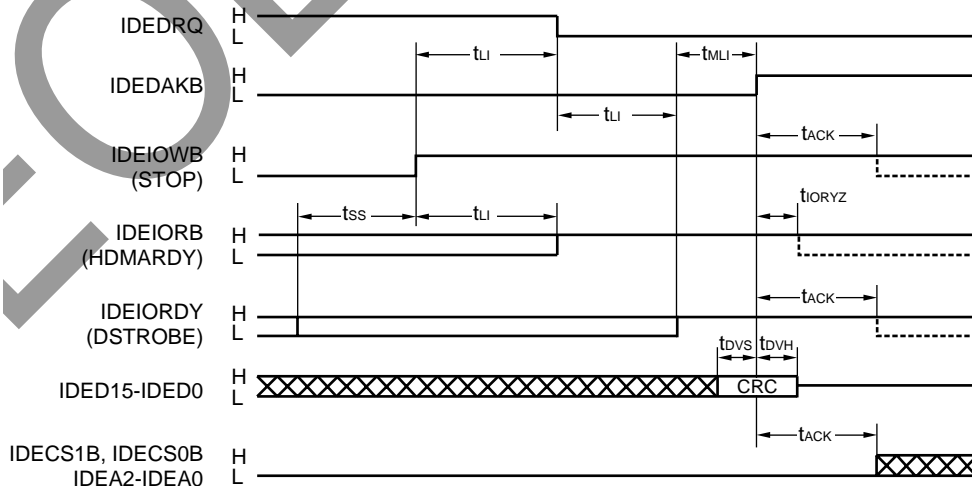 IDEDRQ
H
L
tLI
tMLI
IDEDAKB
H
L
tLI
tACK
IDEIOWB
(STOP)
H
L
tSS
tLI
tIORYZ
IDEIORB
(HDMARDY)
H
L
tACK
IDEIORDY
(DSTROBE)
H
L
tDVS
tDVH
IDED15-IDED0
H
L
CRC
tACK
IDECS1B, IDECS0B
IDEA2-IDEA0
H
L